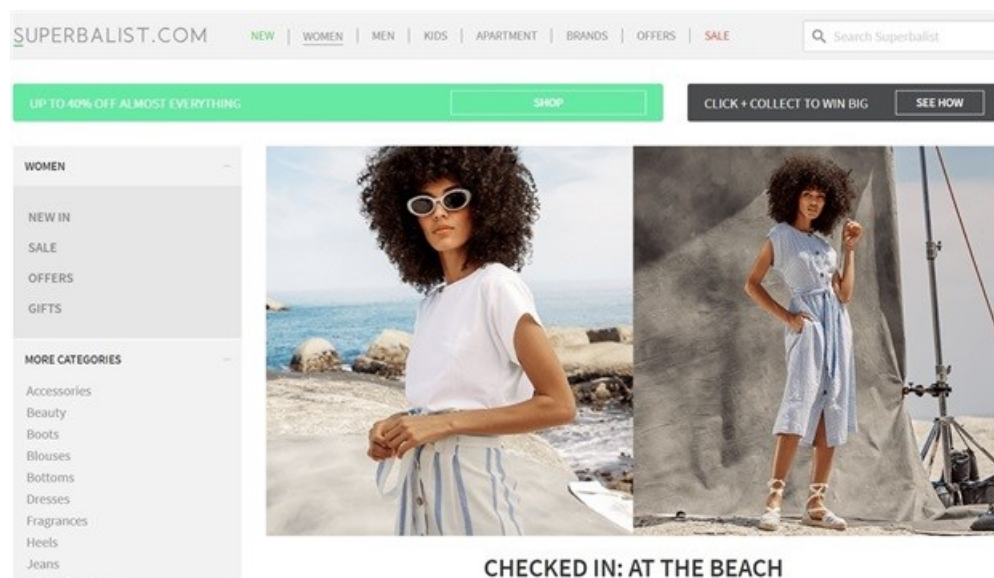 SUPERBALIST.COM
NEW | WOMEN | MEN | KIDS | APARTMENT | BRANDS | OFFERS | SALE
Search Superbalist
UP TO 40% OFF ALMOST EVERYTHING
SHOP
CLICK + COLLECT TO WIN BIG
SEE HOW
WOMEN
NEW IN
SALE
OFFERS
GIFTS
MORE CATEGORIES
Accessories
Beauty
Boots
Blouses
Bottoms
Dresses
Fragrances
Heels
Jeans
CHECKED IN: AT THE BEACH